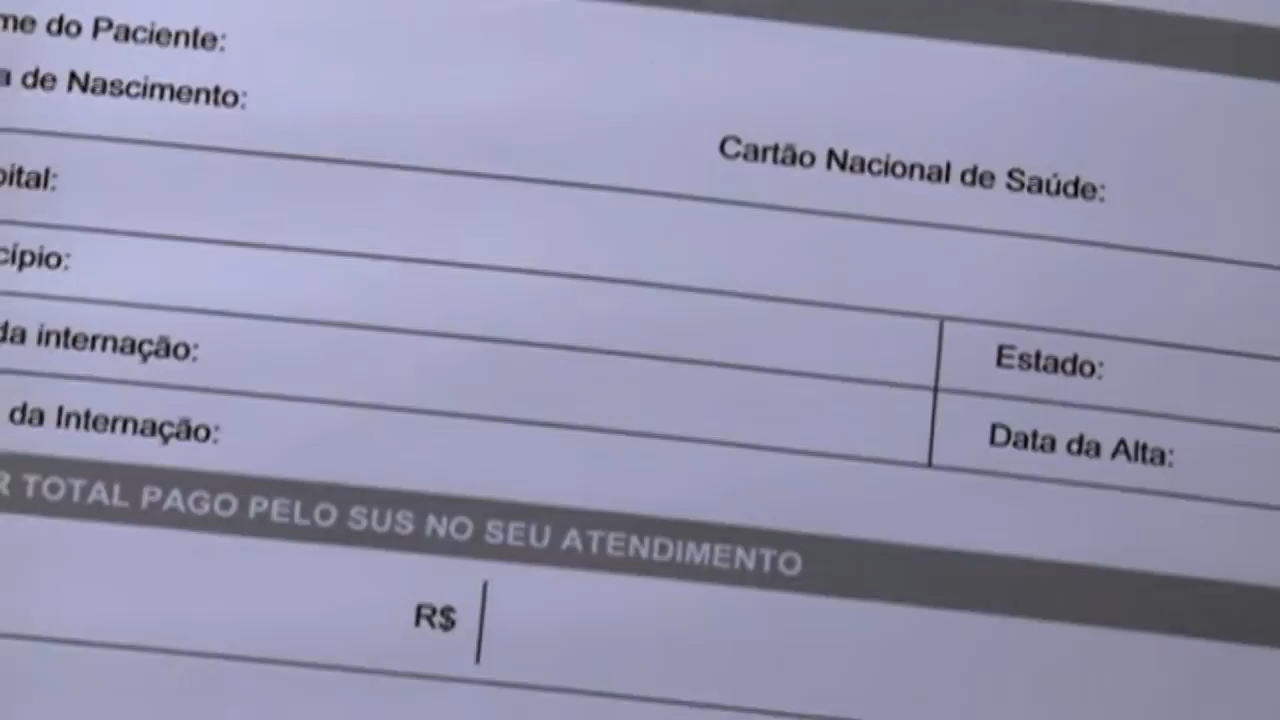 me do Paciente:
a de Nascimento:
Cartão Nacional de Saúde:
pital:
cípio:
Estado:
da internação:
Data da Alta:
da Internação:
R TOTAL PAGO PELO SUS NO SEU ATENDIMENTO
R$